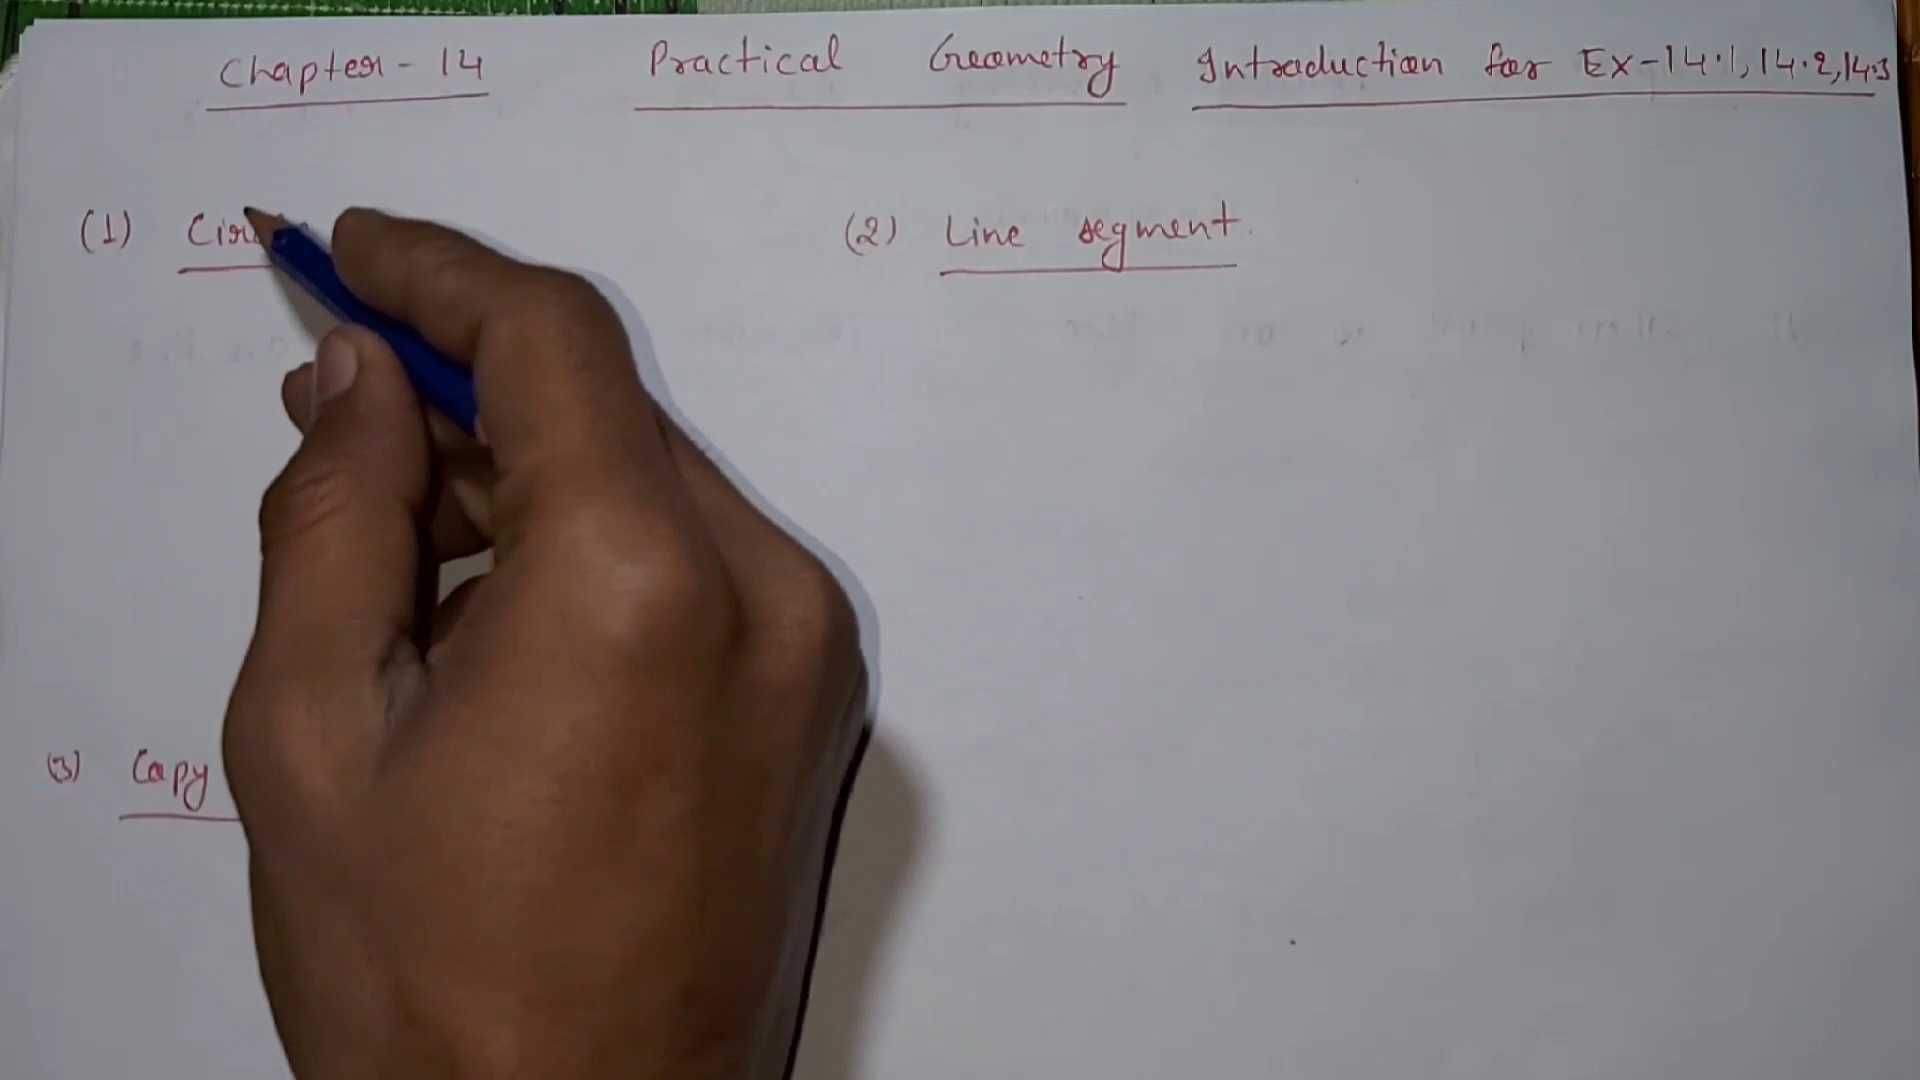 Chapter - 14 Practical Geometry Introduction for Ex-14.1, 14.2, 14.3
(1) (2) Line segment.
(3) Copy